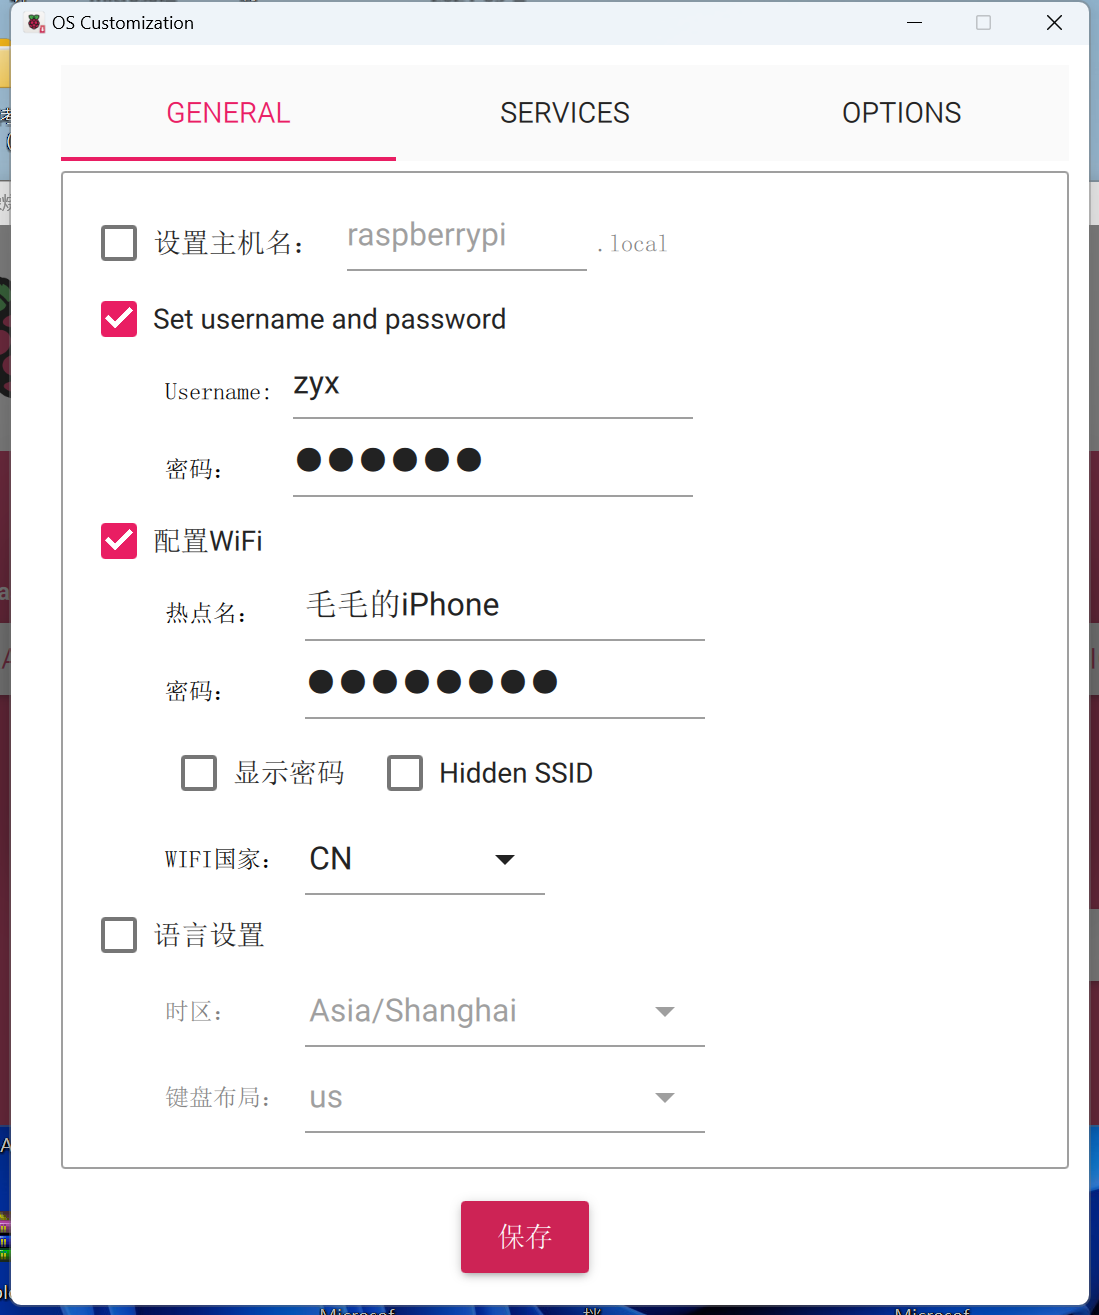 OS Customization
GENERAL SERVICES OPTIONS
设置主机名： raspberrypi .local
Set username and password
Username: zyx
密码： ●●●●●●
配置WiFi
热点名： 毛毛的iPhone
密码： ●●●●●●●●
显示密码 Hidden SSID
WIFI国家： CN
语言设置
时区： Asia/Shanghai
键盘布局： us
保存